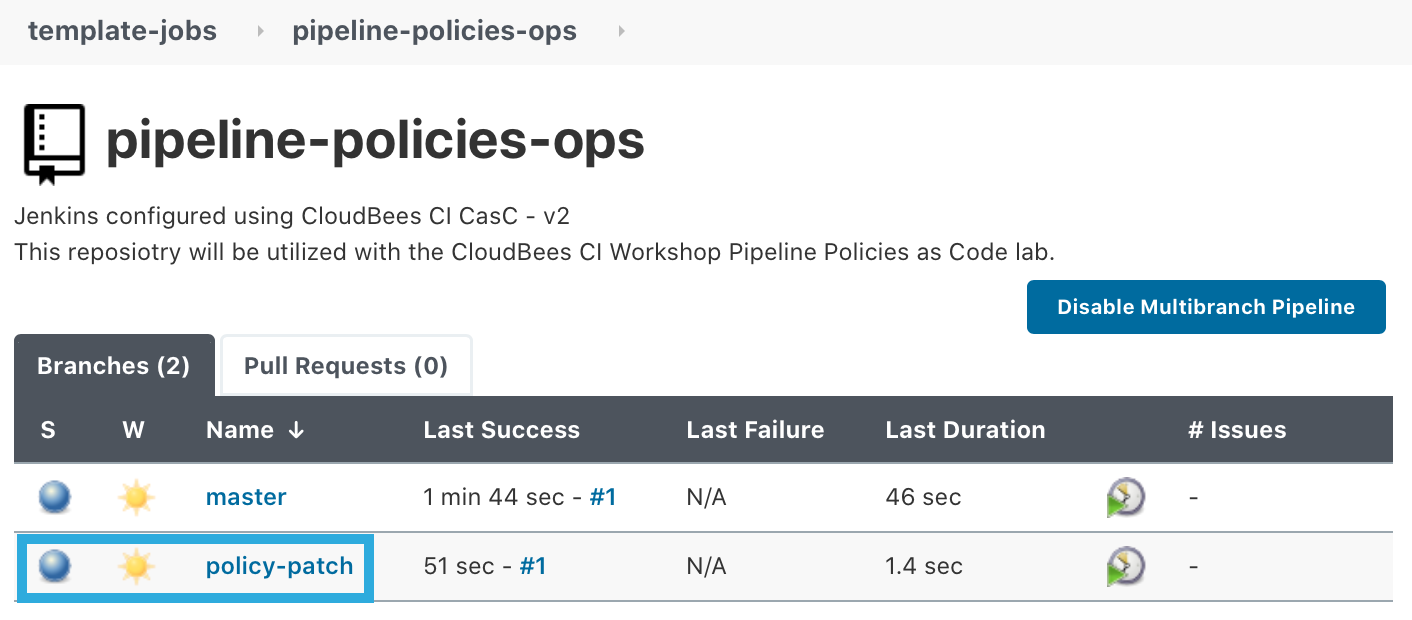 template-jobs pipeline-policies-ops
pipeline-policies-ops
Jenkins configured using CloudBees CI CasC - v2
This reposiotry will be utilized with the CloudBees CI Workshop Pipeline Policies as Code lab.
Disable Multibranch Pipeline
Branches (2) Pull Requests (0)
S W Name ↓ Last Success Last Failure Last Duration # Issues
master 1 min 44 sec - #1 N/A 46 sec -
policy-patch 51 sec - #1 N/A 1.4 sec -